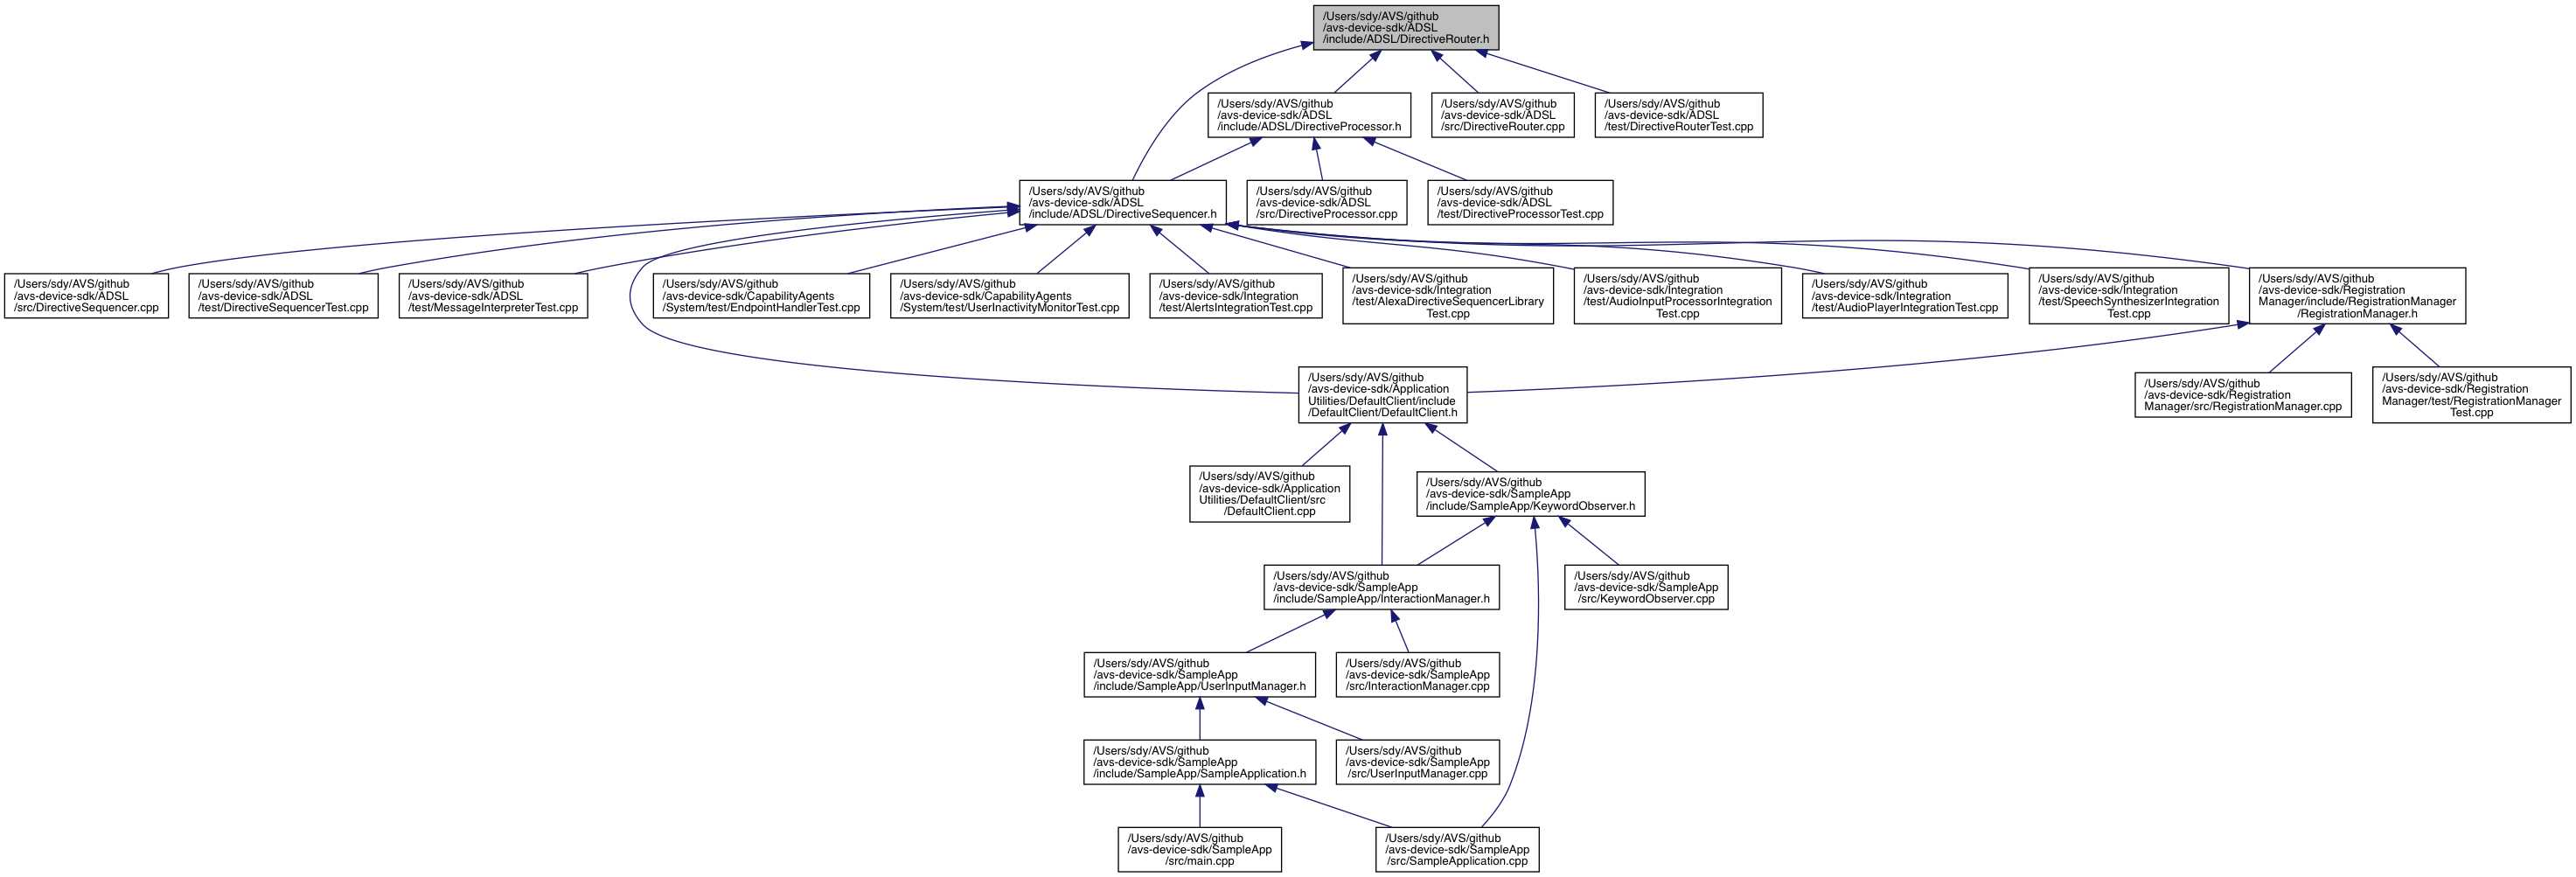 /Users/sdy/AVS/github
/avs-device-sdk/ADSL
/include/ADSL/DirectiveRouter.h
/Users/sdy/AVS/github
/avs-device-sdk/ADSL
/include/ADSL/DirectiveProcessor.h
/Users/sdy/AVS/github
/avs-device-sdk/ADSL
/src/DirectiveRouter.cpp
/Users/sdy/AVS/github
/avs-device-sdk/ADSL
/test/DirectiveRouterTest.cpp
/Users/sdy/AVS/github
/avs-device-sdk/ADSL
/include/ADSL/DirectiveSequencer.h
/Users/sdy/AVS/github
/avs-device-sdk/ADSL
/src/DirectiveProcessor.cpp
/Users/sdy/AVS/github
/avs-device-sdk/ADSL
/test/DirectiveProcessorTest.cpp
/Users/sdy/AVS/github
/avs-device-sdk/ADSL
/src/DirectiveSequencer.cpp
/Users/sdy/AVS/github
/avs-device-sdk/ADSL
/test/DirectiveSequencerTest.cpp
/Users/sdy/AVS/github
/avs-device-sdk/ADSL
/test/MessageInterpreterTest.cpp
/Users/sdy/AVS/github
/avs-device-sdk/CapabilityAgents
/System/test/EndpointHandlerTest.cpp
/Users/sdy/AVS/github
/avs-device-sdk/CapabilityAgents
/System/test/UserInactivityMonitorTest.cpp
/Users/sdy/AVS/github
/avs-device-sdk/Integration
/test/AlertsIntegrationTest.cpp
/Users/sdy/AVS/github
/avs-device-sdk/Integration
/test/AlexaDirectiveSequencerLibrary
Test.cpp
/Users/sdy/AVS/github
/avs-device-sdk/Integration
/test/AudioInputProcessorIntegration
Test.cpp
/Users/sdy/AVS/github
/avs-device-sdk/Integration
/test/AudioPlayerIntegrationTest.cpp
/Users/sdy/AVS/github
/avs-device-sdk/Integration
/test/SpeechSynthesizerIntegration
Test.cpp
/Users/sdy/AVS/github
/avs-device-sdk/Registration
Manager/include/RegistrationManager
/RegistrationManager.h
/Users/sdy/AVS/github
/avs-device-sdk/Application
Utilities/DefaultClient/include
/DefaultClient/DefaultClient.h
/Users/sdy/AVS/github
/avs-device-sdk/Registration
Manager/src/RegistrationManager.cpp
/Users/sdy/AVS/github
/avs-device-sdk/Registration
Manager/test/RegistrationManager
Test.cpp
/Users/sdy/AVS/github
/avs-device-sdk/Application
Utilities/DefaultClient/src
/DefaultClient.cpp
/Users/sdy/AVS/github
/avs-device-sdk/SampleApp
/include/SampleApp/KeywordObserver.h
/Users/sdy/AVS/github
/avs-device-sdk/SampleApp
/include/SampleApp/InteractionManager.h
/Users/sdy/AVS/github
/avs-device-sdk/SampleApp
/src/KeywordObserver.cpp
/Users/sdy/AVS/github
/avs-device-sdk/SampleApp
/include/SampleApp/UserInputManager.h
/Users/sdy/AVS/github
/avs-device-sdk/SampleApp
/src/InteractionManager.cpp
/Users/sdy/AVS/github
/avs-device-sdk/SampleApp
/include/SampleApp/SampleApplication.h
/Users/sdy/AVS/github
/avs-device-sdk/SampleApp
/src/UserInputManager.cpp
/Users/sdy/AVS/github
/avs-device-sdk/SampleApp
/src/main.cpp
/Users/sdy/AVS/github
/avs-device-sdk/SampleApp
/src/SampleApplication.cpp